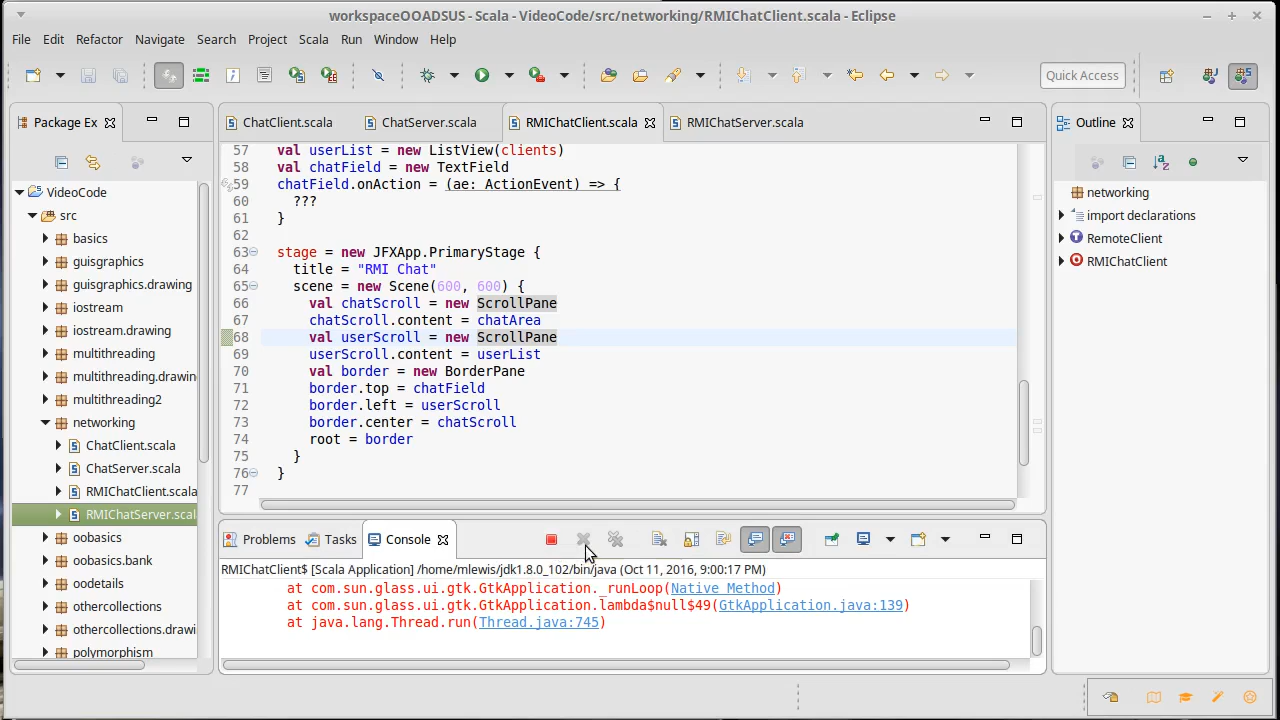 workspaceOOADSUS - Scala - VideoCode/src/networking/RMIChatClient.scala - Eclipse
File Edit Refactor Navigate Search Project Scala Run Window Help
Quick Access
Package Ex
ChatClient.scala
ChatServer.scala
RMIChatClient.scala
RMIChatServer.scala
Outline
VideoCode
src
basics
guisgraphics
guisgraphics.drawing
iostream
iostream.drawing
multithreading
multithreading.drawin
multithreading2
networking
ChatClient.scala
ChatServer.scala
RMIChatClient.scala
RMIChatServer.scal
oobasics
oobasics.bank
oodetails
othercollections
othercollections.drawi
polymorphism
57 val userList = new ListView(clients)
58 val chatField = new TextField
59 chatField.onAction = (ae: ActionEvent) => {
60 ???
61 }
62
63 stage = new JFXApp.PrimaryStage {
64 title = "RMI Chat"
65 scene = new Scene(600, 600) {
66 val chatScroll = new ScrollPane
67 chatScroll.content = chatArea
68 val userScroll = new ScrollPane
69 userScroll.content = userList
70 val border = new BorderPane
71 border.top = chatField
72 border.left = userScroll
73 border.center = chatScroll
74 root = border
75 }
76 }
77
networking
import declarations
RemoteClient
RMIChatClient
Problems Tasks Console
RMIChatClient$ [Scala Application] /home/mlewis/jdk1.8.0_102/bin/java (Oct 11, 2016, 9:00:17 PM)
at com.sun.glass.ui.gtk.GtkApplication._runLoop(Native Method)
at com.sun.glass.ui.gtk.GtkApplication.lambda$null$49(GtkApplication.java:139)
at java.lang.Thread.run(Thread.java:745)